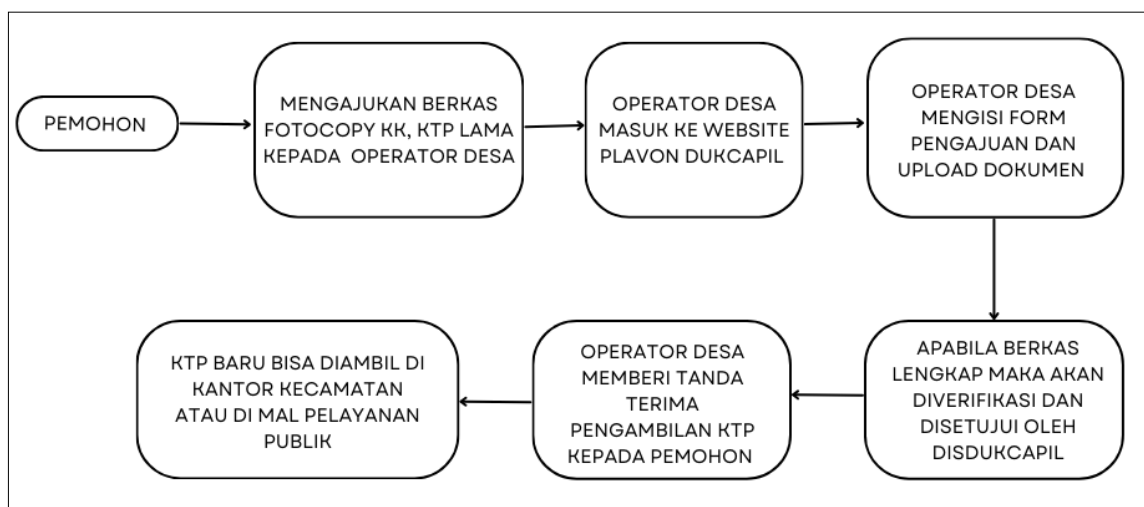 PEMOHON
MENGAJUKAN BERKAS
FOTOCOPY KK, KTP LAMA
KEPADA OPERATOR DESA
OPERATOR DESA
MASUK KE WEBSITE
PLAVON DUKCAPIL
OPERATOR DESA
MENGISI FORM
PENGAJUAN DAN
UPLOAD DOKUMEN
APABILA BERKAS
LENGKAP MAKA AKAN
DIVERIFIKASI DAN
DISETUJUI OLEH
DISDUKCAPIL
OPERATOR DESA
MEMBERI TANDA
TERIMA
PENGAMBILAN KTP
KEPADA PEMOHON
KTP BARU BISA DIAMBIL DI
KANTOR KECAMATAN
ATAU DI MAL PELAYANAN
PUBLIK